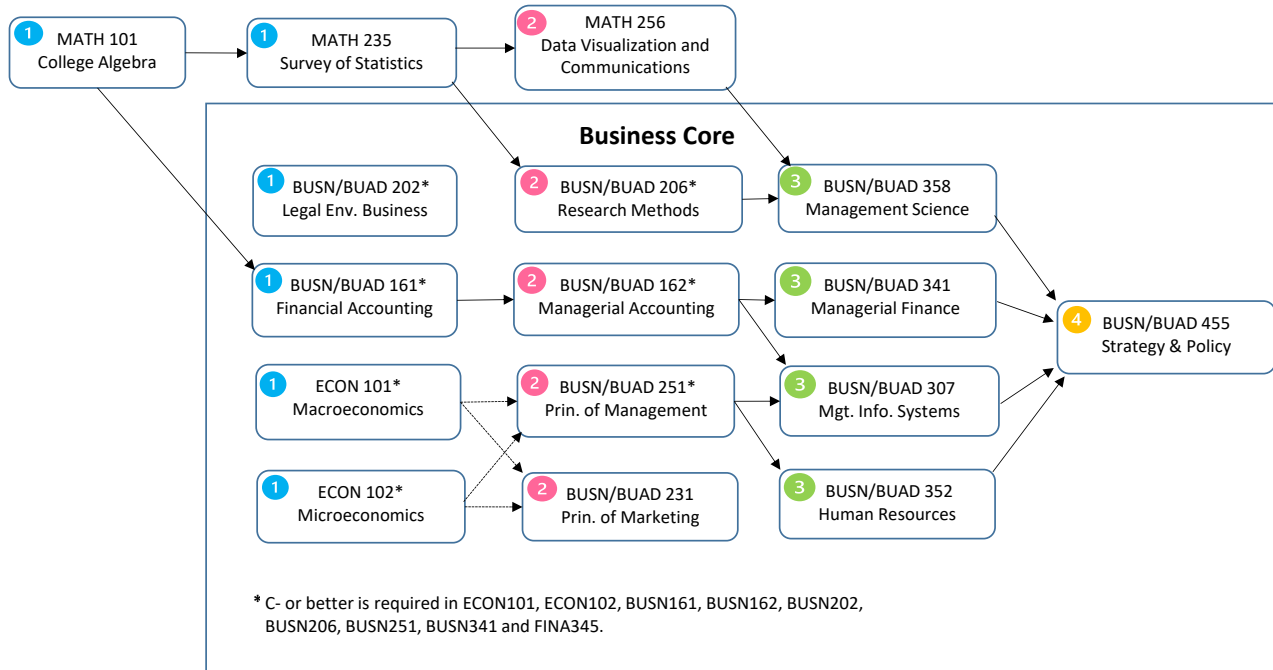 1
MATH 101
College Algebra
1
MATH 235
Survey of Statistics
2
MATH 256
Data Visualization and
Communications
Business Core
1
BUSN/BUAD 202*
Legal Env. Business
2
BUSN/BUAD 206*
Research Methods
3
BUSN/BUAD 358
Management Science
1
BUSN/BUAD 161*
Financial Accounting
2
BUSN/BUAD 162*
Managerial Accounting
3
BUSN/BUAD 341
Managerial Finance
4
BUSN/BUAD 455
Strategy & Policy
1
ECON 101*
Macroeconomics
2
BUSN/BUAD 251*
Prin. of Management
3
BUSN/BUAD 307
Mgt. Info. Systems
1
ECON 102*
Microeconomics
2
BUSN/BUAD 231
Prin. of Marketing
3
BUSN/BUAD 352
Human Resources
* C- or better is required in ECON101, ECON102, BUSN161, BUSN162, BUSN202,
BUSN206, BUSN251, BUSN341 and FINA345.